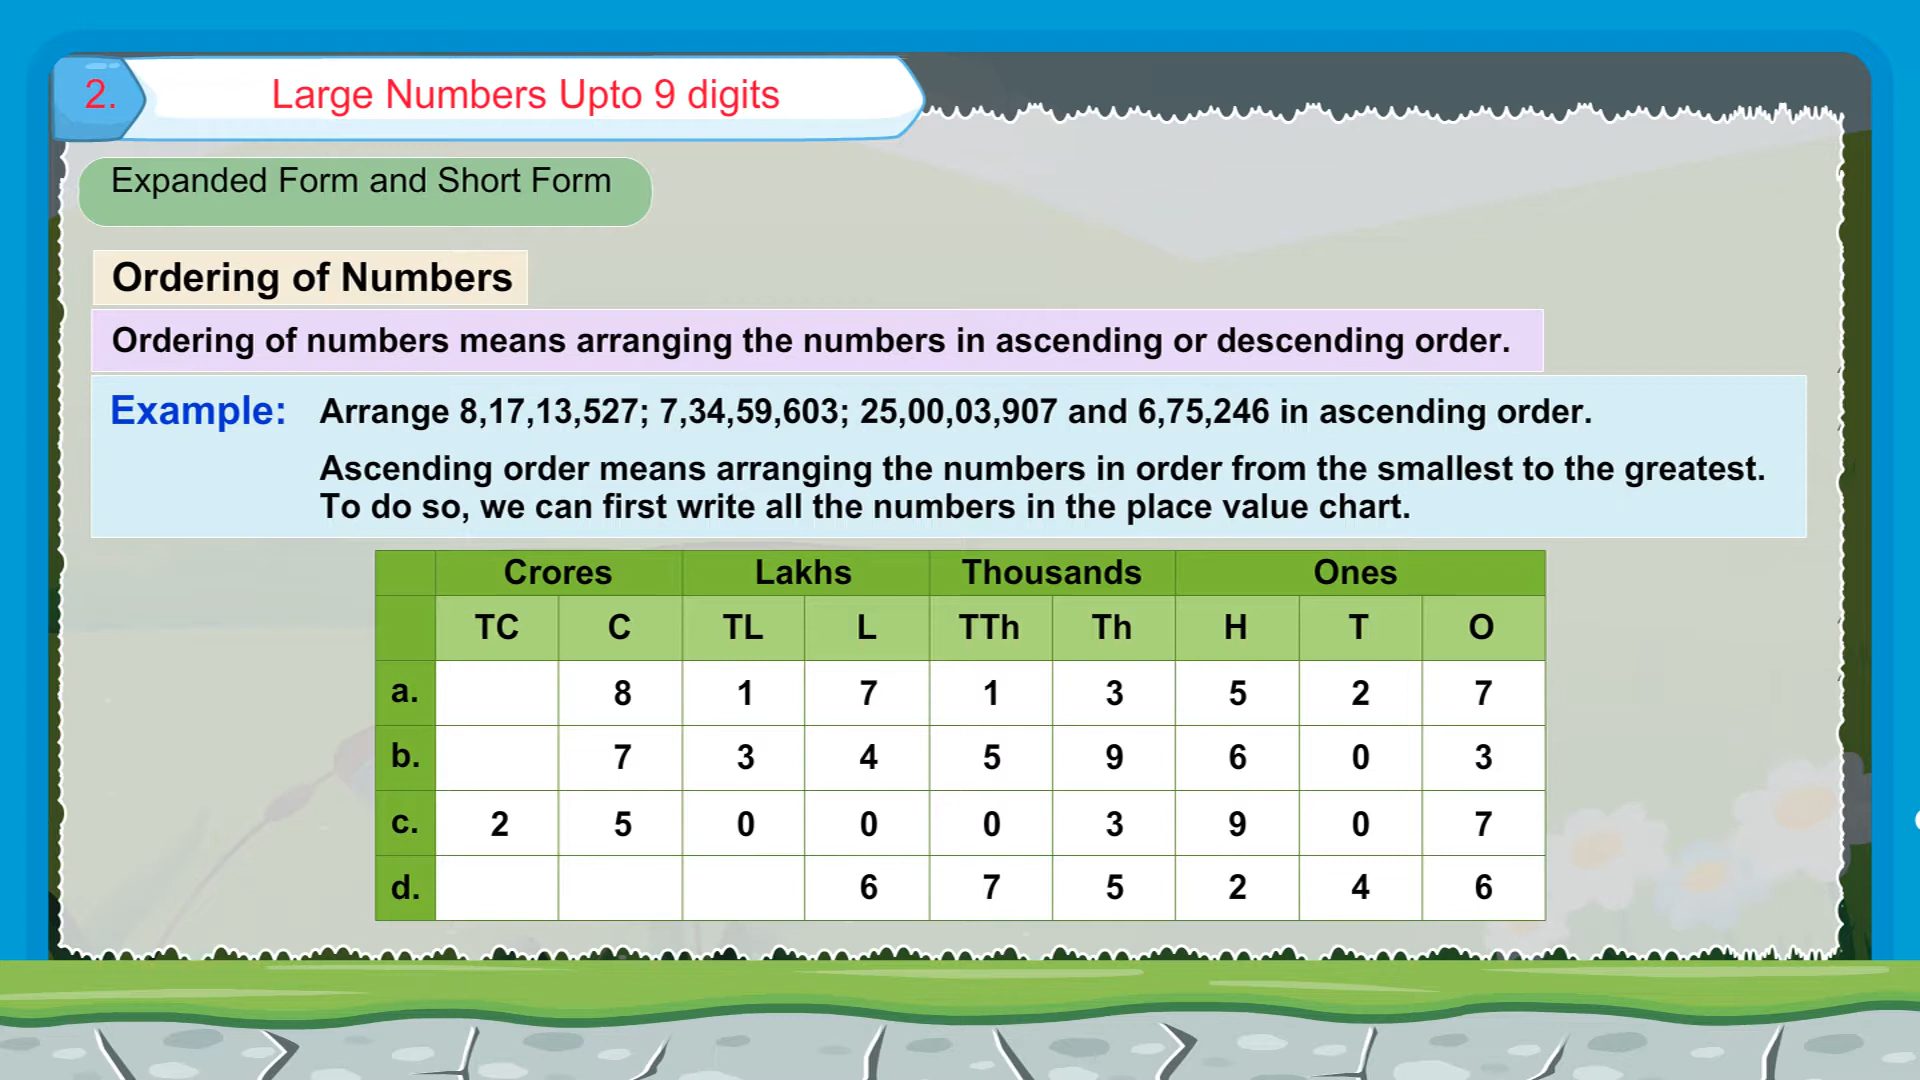 2. Large Numbers Upto 9 digits
Expanded Form and Short Form
Ordering of Numbers
Ordering of numbers means arranging the numbers in ascending or descending order.
Example: Arrange 8,17,13,527; 7,34,59,603; 25,00,03,907 and 6,75,246 in ascending order.
Ascending order means arranging the numbers in order from the smallest to the greatest.
To do so, we can first write all the numbers in the place value chart.
Crores Lakhs Thousands Ones
TC C TL L TTh Th H T O
a. 8 1 7 1 3 5 2 7
b. 7 3 4 5 9 6 0 3
c. 2 5 0 0 0 3 9 0 7
d. 6 7 5 2 4 6